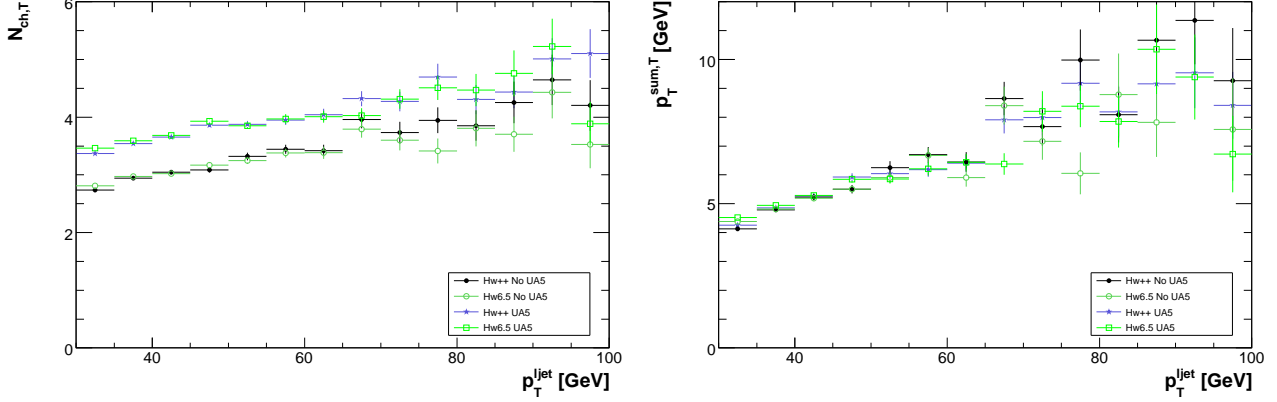 N_ch,T
6
4
2
0
40 60 80 100
p_T^ljet [GeV]
Hw++ No UA5
Hw6.5 No UA5
Hw++ UA5
Hw6.5 UA5
p_T^sum,T [GeV]
10
5
0
40 60 80 100
p_T^ljet [GeV]
Hw++ No UA5
Hw6.5 No UA5
Hw++ UA5
Hw6.5 UA5